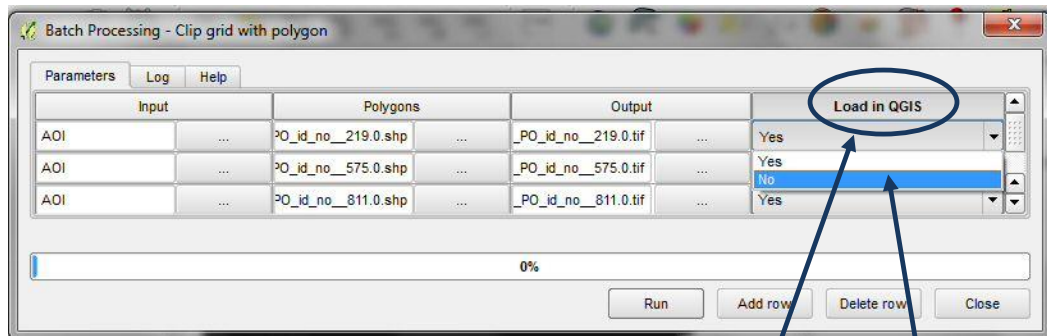 Batch Processing - Clip grid with polygon
Parameters Log Help
Input Polygons Output Load in QGIS
AOI ... PO_id_no__219.0.shp ... _PO_id_no__219.0.tif ... Yes
AOI ... PO_id_no__575.0.shp ... _PO_id_no__575.0.tif ... Yes
No
AOI ... PO_id_no__811.0.shp ... _PO_id_no__811.0.tif ... Yes
0%
Run Add row Delete row Close